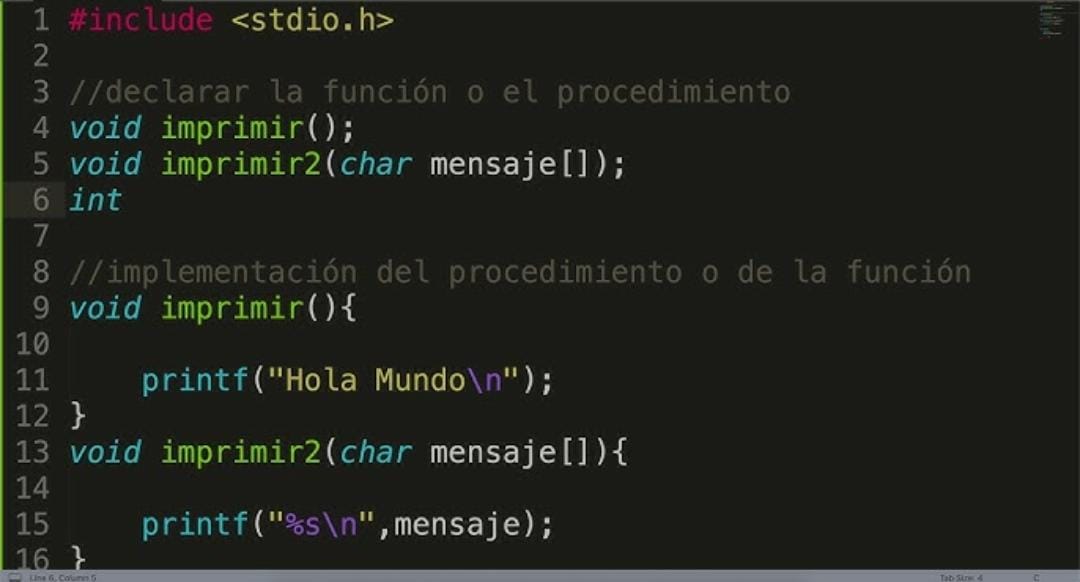 1 #include <stdio.h>
2
3 //declarar la función o el procedimiento
4 void imprimir();
5 void imprimir2(char mensaje[]);
6 int
7
8 //implementación del procedimiento o de la función
9 void imprimir(){
10
11 printf("Hola Mundo\n");
12 }
13 void imprimir2(char mensaje[]){
14
15 printf("%s\n",mensaje);
16 }
Line 6, Column 5 Tab Size: 4 C